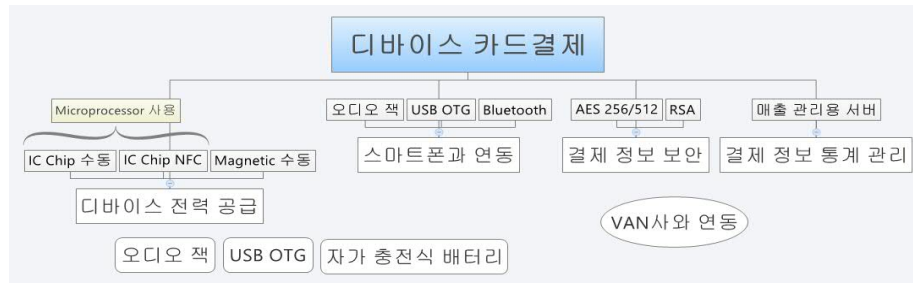 디바이스 카드결제
Microprocessor 사용
오디오 잭 USB OTG Bluetooth
AES 256/512 RSA
매출 관리용 서버
IC Chip 수동 IC Chip NFC Magnetic 수동
스마트폰과 연동
결제 정보 보안
결제 정보 통계 관리
디바이스 전력 공급
VAN사와 연동
오디오 잭 USB OTG 자가 충전식 배터리